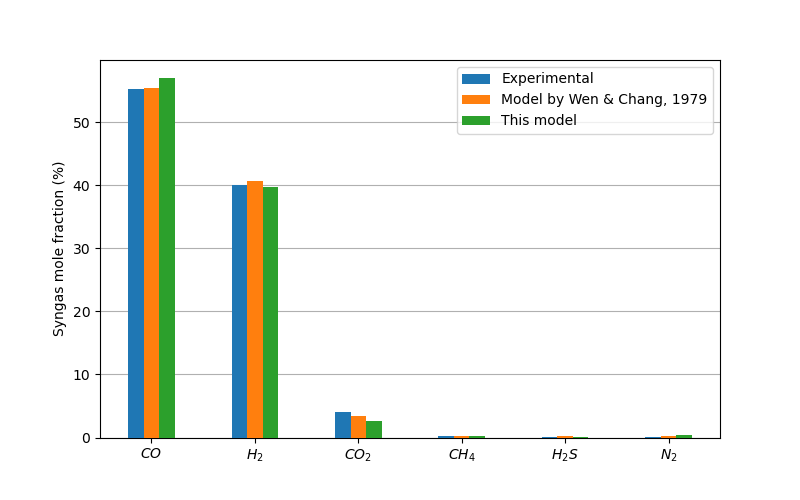 Experimental
Model by Wen & Chang, 1979
This model
Syngas mole fraction (%)
50
40
30
20
10
0
CO H₂ CO₂ CH₄ H₂S N₂